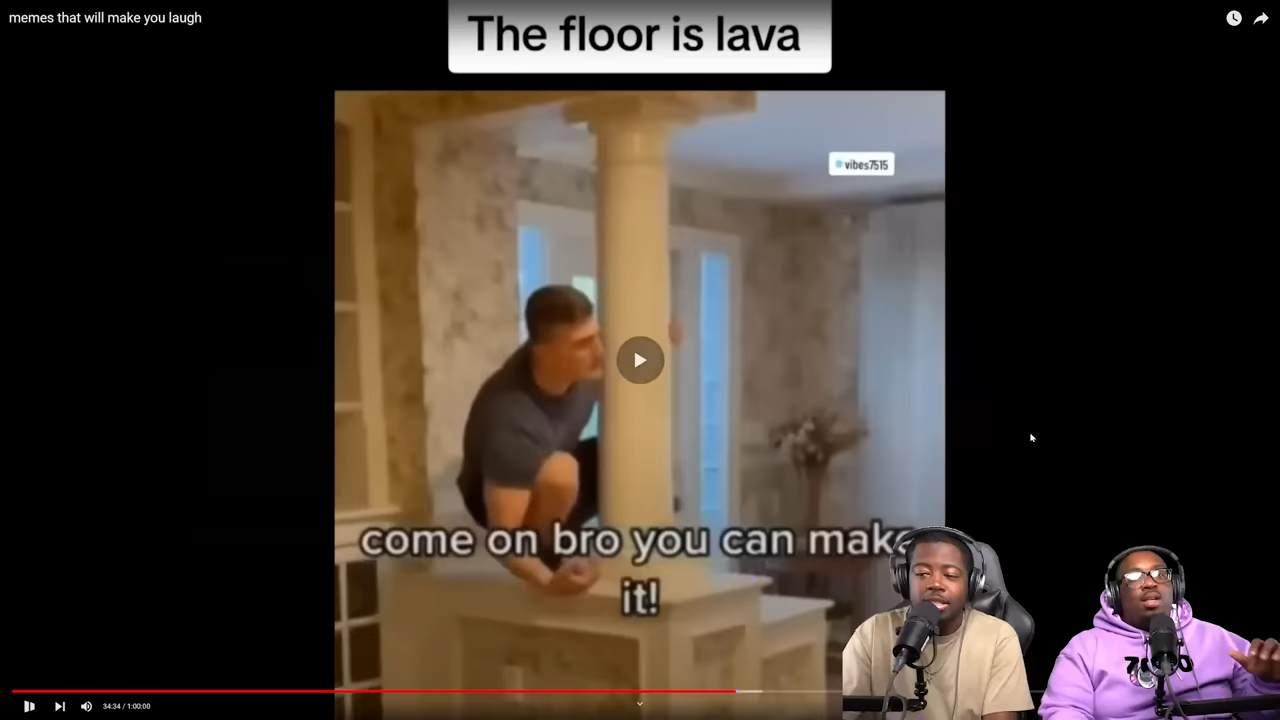 memes that will make you laugh
The floor is lava
vibes7515
come on bro you can make
it!
34:34 / 1:00:00